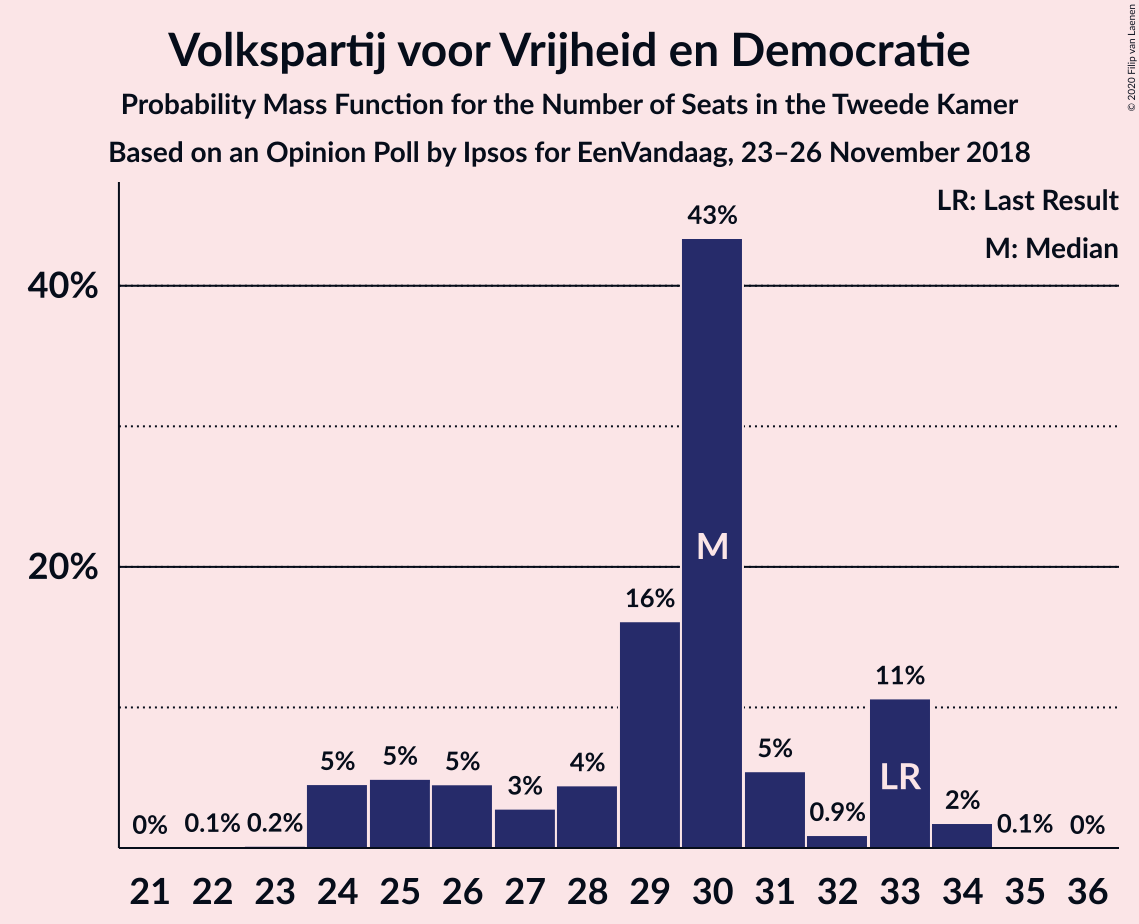 Volkspartij voor Vrijheid en Democratie
Probability Mass Function for the Number of Seats in the Tweede Kamer
Based on an Opinion Poll by Ipsos for EenVandaag, 23–26 November 2018
© 2020 Filip van Laenen
LR: Last Result
M: Median
40%
20%
0%
0.1%
0.2%
5%
5%
5%
3%
4%
16%
43%
5%
0.9%
11%
2%
0.1%
0%
M
LR
21 22 23 24 25 26 27 28 29 30 31 32 33 34 35 36